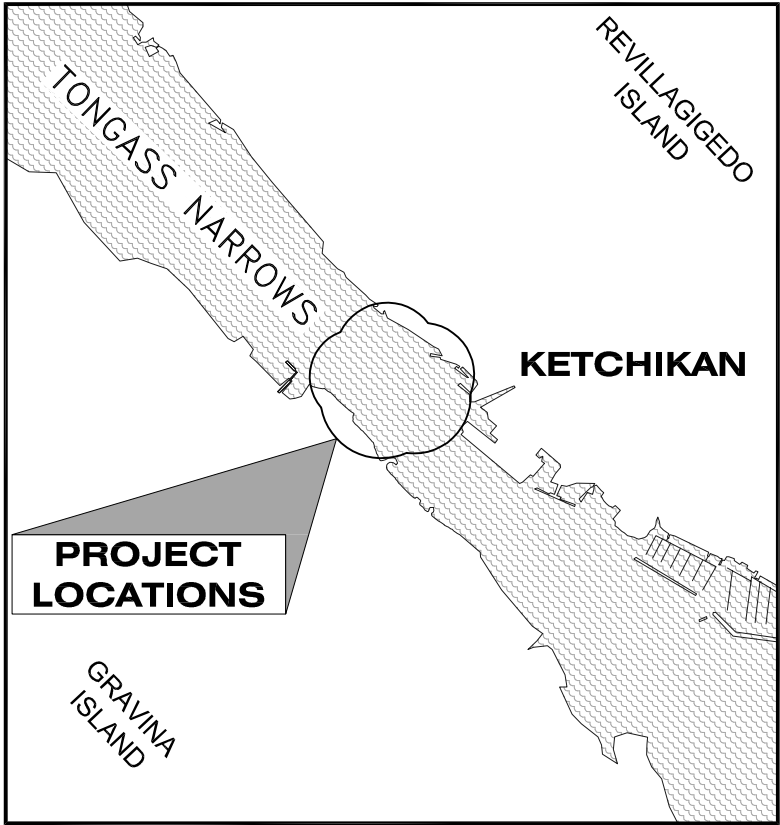 REVILLAGIGEDO
ISLAND
TONGASS NARROWS
KETCHIKAN
PROJECT
LOCATIONS
GRAVINA
ISLAND